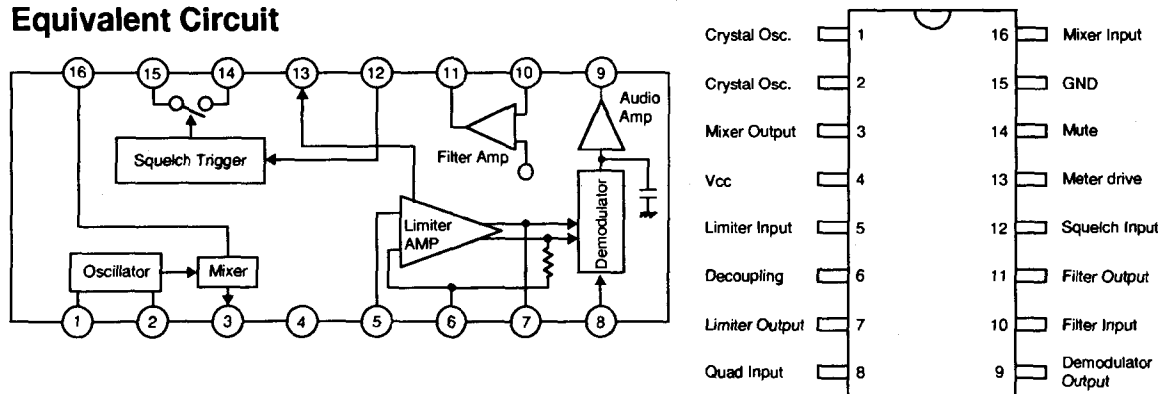 Equivalent Circuit
16 15 14 13 12 11 10 9
Audio
Amp
Filter Amp
Squelch Trigger
Limiter
AMP
Demodulator
Oscillator
Mixer
1 2 3 4 5 6 7 8
Crystal Osc. 1 16 Mixer Input
Crystal Osc. 2 15 GND
Mixer Output 3 14 Mute
Vcc 4 13 Meter drive
Limiter Input 5 12 Squelch Input
Decoupling 6 11 Filter Output
Limiter Output 7 10 Filter Input
Quad Input 8 9 Demodulator
Output